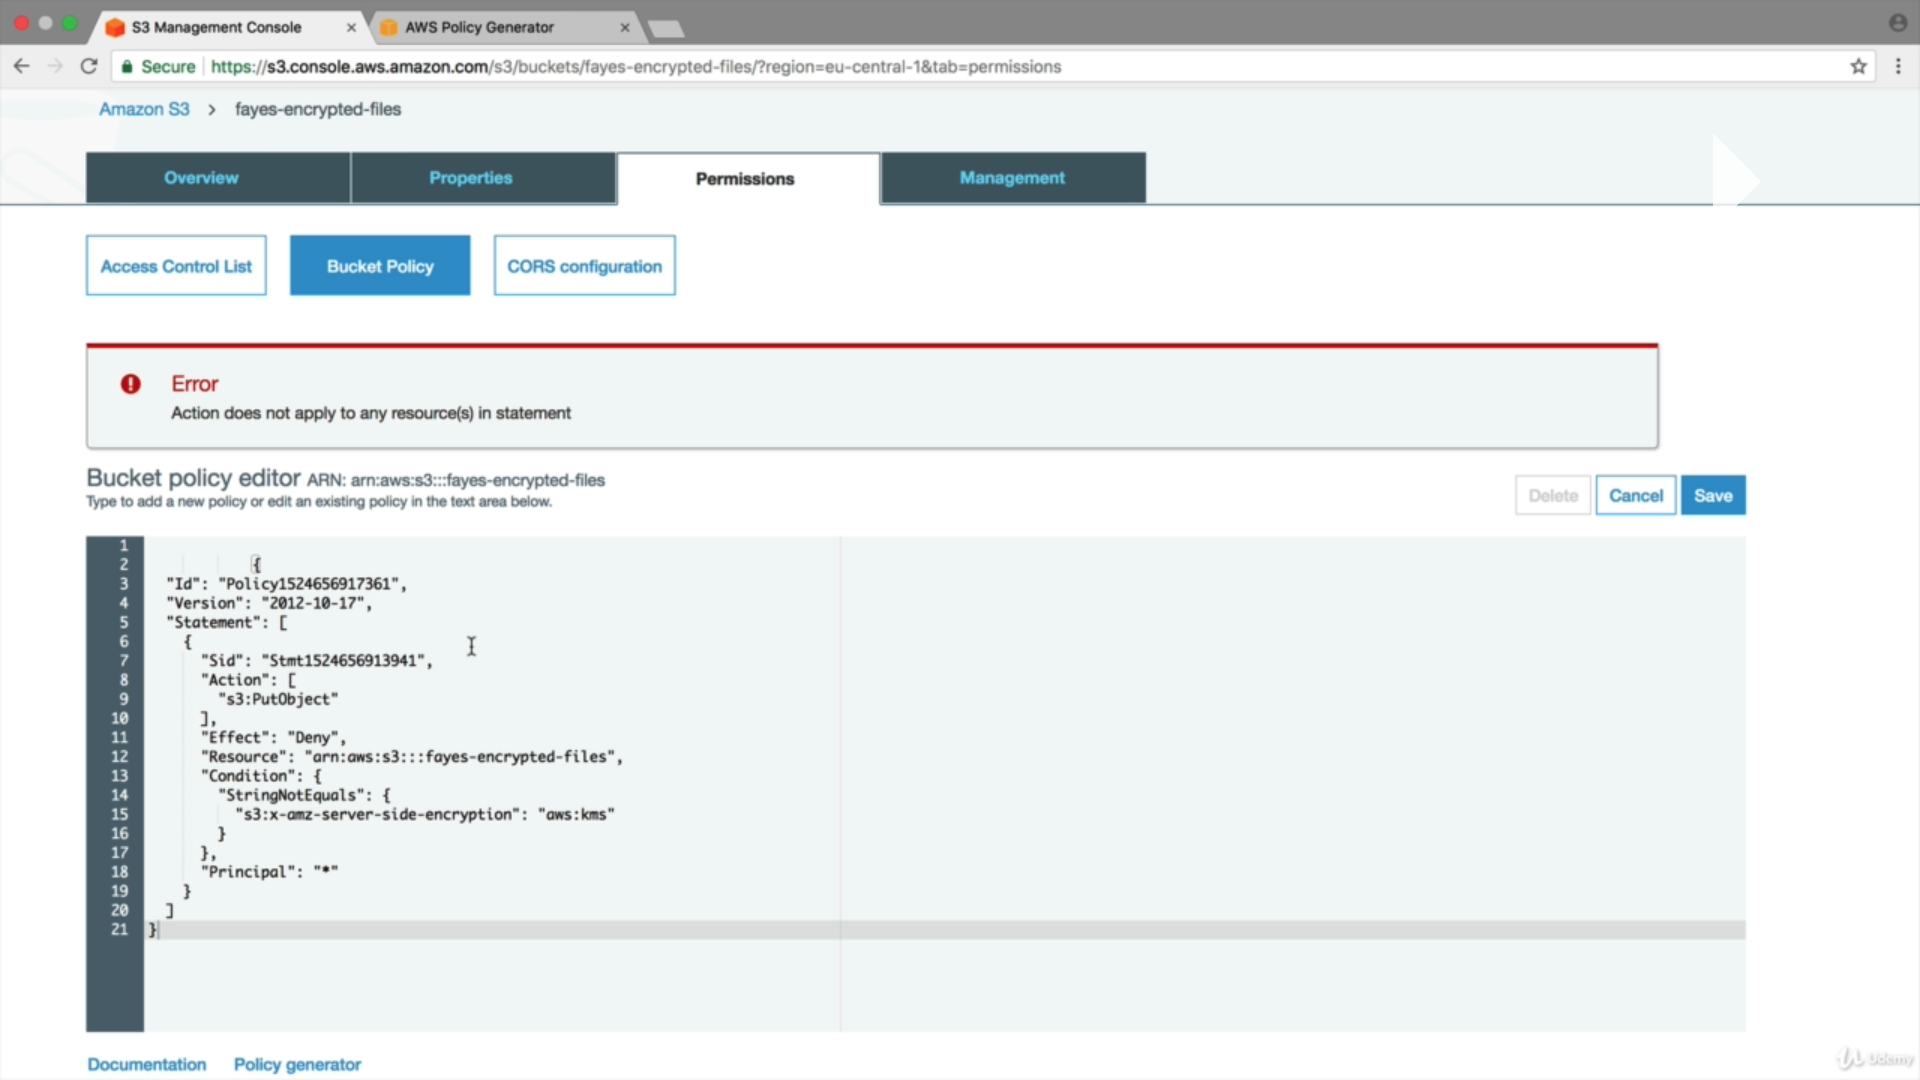 S3 Management Console
AWS Policy Generator
Secure https://s3.console.aws.amazon.com/s3/buckets/fayes-encrypted-files/?region=eu-central-1&tab=permissions
Amazon S3 > fayes-encrypted-files
Overview
Properties
Permissions
Management
Access Control List
Bucket Policy
CORS configuration
Error
Action does not apply to any resource(s) in statement
Bucket policy editor ARN: arn:aws:s3:::fayes-encrypted-files
Type to add a new policy or edit an existing policy in the text area below.
Delete
Cancel
Save
1
2 {
3 "Id": "Policy1524656917361",
4 "Version": "2012-10-17",
5 "Statement": [
6 {
7 "Sid": "Stmt1524656913941",
8 "Action": [
9 "s3:PutObject"
10 ],
11 "Effect": "Deny",
12 "Resource": "arn:aws:s3:::fayes-encrypted-files",
13 "Condition": {
14 "StringNotEquals": {
15 "s3:x-amz-server-side-encryption": "aws:kms"
16 }
17 },
18 "Principal": "*"
19 }
20 ]
21 }
Documentation
Policy generator
Udemy